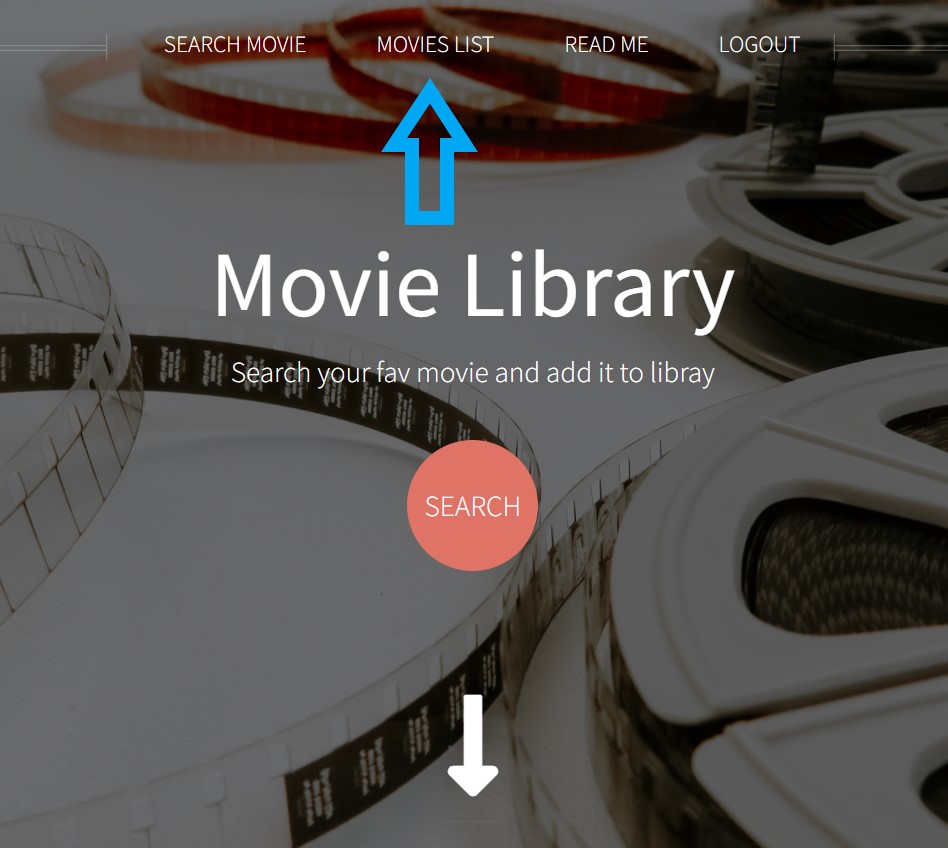 SEARCH MOVIE MOVIES LIST READ ME LOGOUT
Movie Library
Search your fav movie and add it to libray
SEARCH